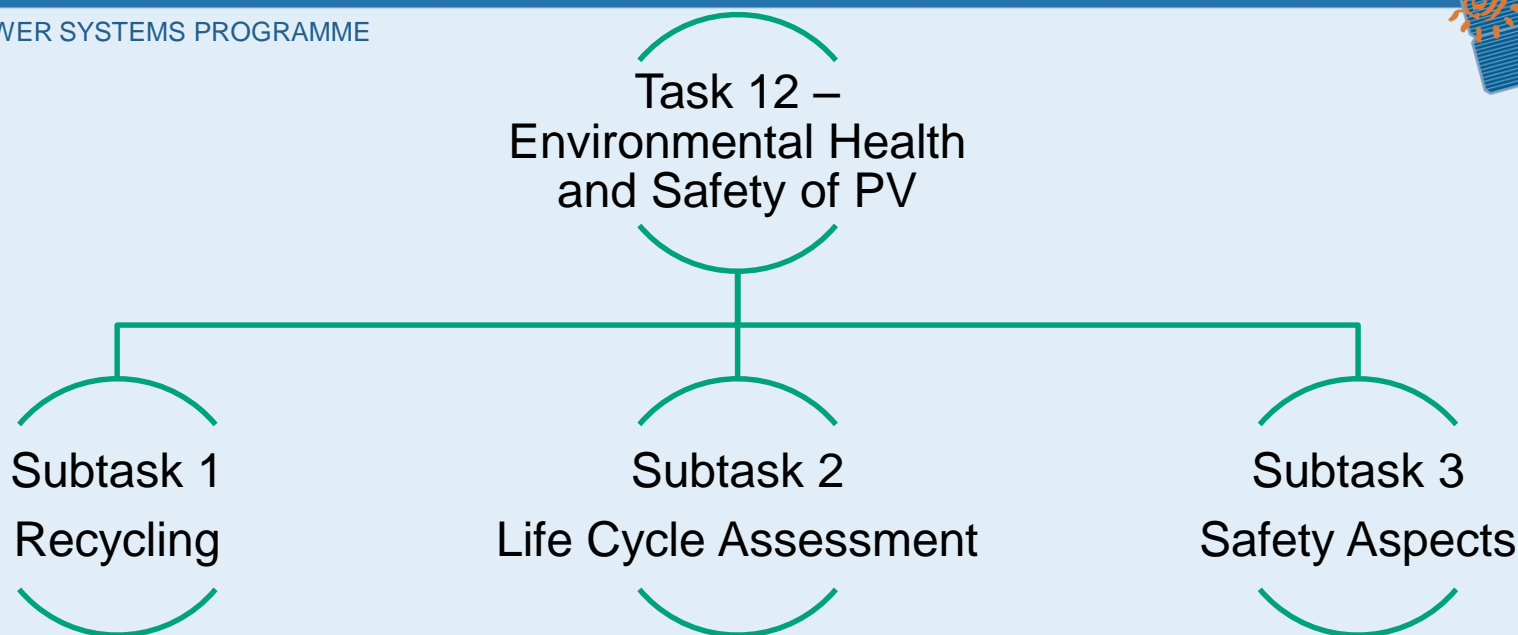 WER SYSTEMS PROGRAMME
Task 12 –
Environmental Health
and Safety of PV
Subtask 1
Recycling
Subtask 2
Life Cycle Assessment
Subtask 3
Safety Aspects